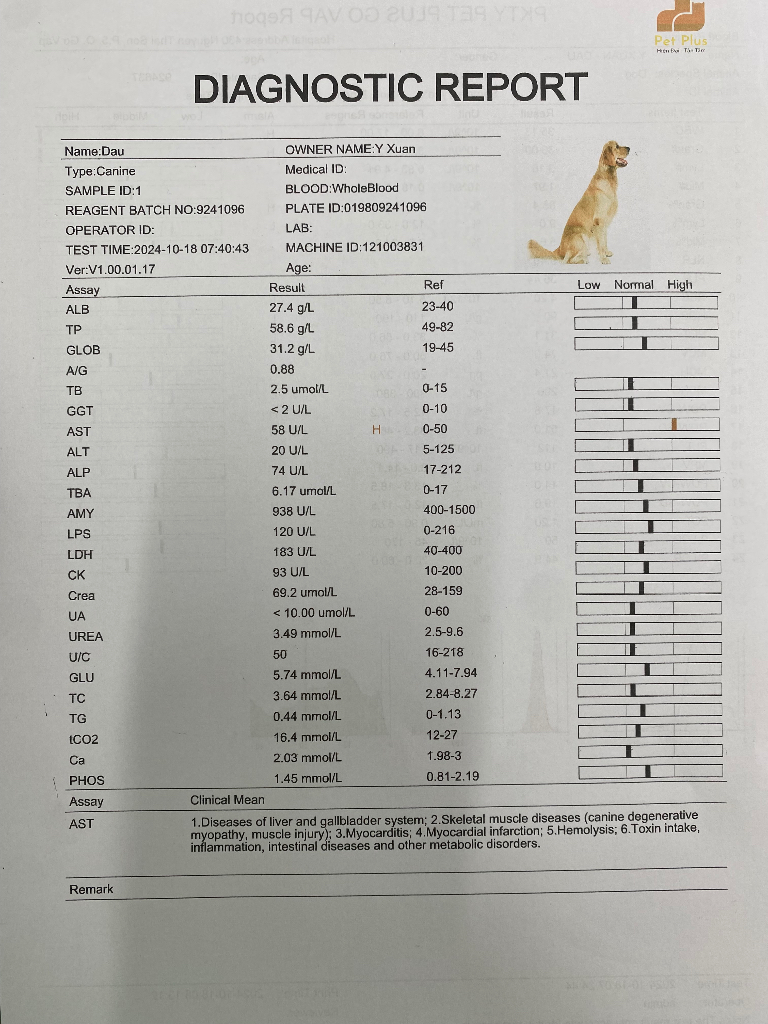 Pet Plus
Hiện Đại - Tận Tâm
DIAGNOSTIC REPORT
Name:Dau OWNER NAME:Y Xuan
Type:Canine Medical ID:
SAMPLE ID:1 BLOOD:WholeBlood
REAGENT BATCH NO:9241096 PLATE ID:019809241096
OPERATOR ID: LAB:
TEST TIME:2024-10-18 07:40:43 MACHINE ID:121003831
Ver:V1.00.01.17 Age:
Assay Result Ref Low Normal High
ALB 27.4 g/L 23-40
TP 58.6 g/L 49-82
GLOB 31.2 g/L 19-45
A/G 0.88 -
TB 2.5 umol/L 0-15
GGT < 2 U/L 0-10
AST 58 U/L H 0-50
ALT 20 U/L 5-125
ALP 74 U/L 17-212
TBA 6.17 umol/L 0-17
AMY 938 U/L 400-1500
LPS 120 U/L 0-216
LDH 183 U/L 40-400
CK 93 U/L 10-200
Crea 69.2 umol/L 28-159
UA < 10.00 umol/L 0-60
UREA 3.49 mmol/L 2.5-9.6
U/C 50 16-218
GLU 5.74 mmol/L 4.11-7.94
TC 3.64 mmol/L 2.84-8.27
TG 0.44 mmol/L 0-1.13
tCO2 16.4 mmol/L 12-27
Ca 2.03 mmol/L 1.98-3
PHOS 1.45 mmol/L 0.81-2.19
Assay Clinical Mean
AST 1.Diseases of liver and gallbladder system; 2.Skeletal muscle diseases (canine degenerative
myopathy, muscle injury); 3.Myocarditis; 4.Myocardial infarction; 5.Hemolysis; 6.Toxin intake,
inflammation, intestinal diseases and other metabolic disorders.
Remark